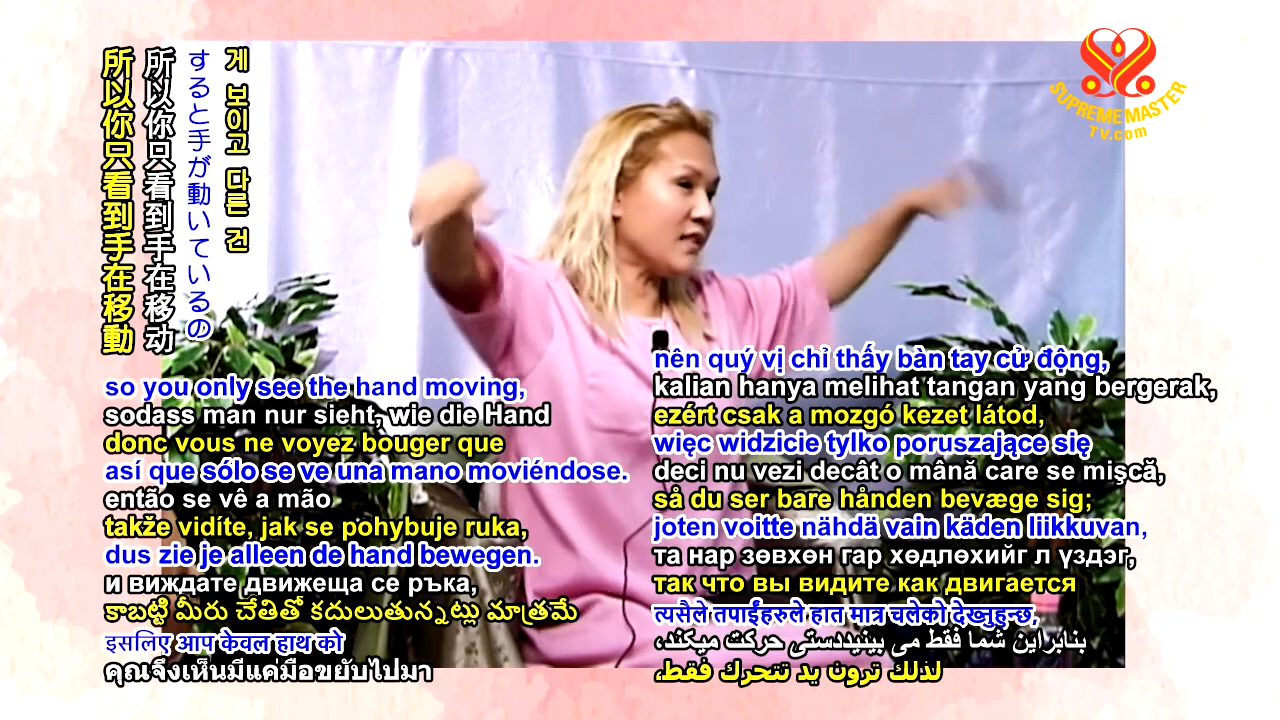 게 보이고 다른 건
すると手が動いているの
所以你只看到手在移动
所以你只看到手在移動
SUPREME MASTER
TV.com
so you only see the hand moving,
sodass man nur sieht, wie die Hand
donc vous ne voyez bouger que
así que sólo se ve una mano moviéndose.
então se vê a mão
takže vidíte, jak se pohybuje ruka,
dus zie je alleen de hand bewegen.
и виждате движеща се ръка,
కాబట్టి మీరు చేతితో కదులుతున్నట్లు మాత్రమే
इसलिए आप केवल हाथ को
คุณจึงเห็นมีแค่มือขยับไปมา
nên quý vị chỉ thấy bàn tay cử động,
kalian hanya melihat tangan yang bergerak,
ezért csak a mozgó kezet látod,
więc widzicie tylko poruszające się
deci nu vezi decât o mână care se mişcă,
så du ser bare hånden bevæge sig;
joten voitte nähdä vain käden liikkuvan,
та нар зөвхөн гар хөдлөхийг л үздэг,
так что вы видите как двигается
त्यसैले तपाईंहरुले हात मात्र चलेको देख्नुहुन्छ,
بنابراین شما فقط می بینیددستی حرکت میکند،
لذلك ترون يد تتحرك فقط،